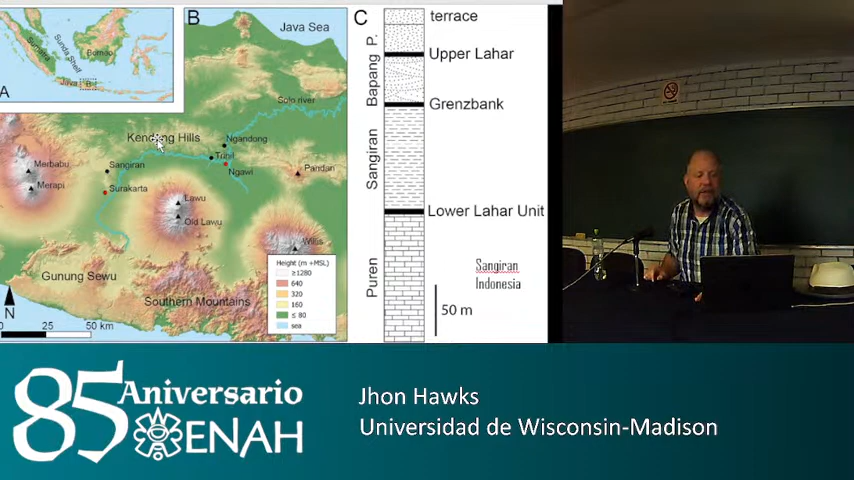 A
Sumatra
Sunda Shelf
Borneo
Java
B
B
Java Sea
Solo river
Kendeng Hills
Ngandong
Trinil
Ngawi
Sangiran
Surakarta
Merbabu
Merapi
Pandan
Lawu
Old Lawu
Willis
Gunung Sewu
Southern Mountains
N
25
50 km
Height (m +MSL)
≥1280
640
320
160
≤ 80
sea
C
terrace
Upper Lahar
Grenzbank
Lower Lahar Unit
Bapang P.
Sangiran
Puren
50 m
Sangiran
Indonesia
85 Aniversario
ENAH
Jhon Hawks
Universidad de Wisconsin-Madison